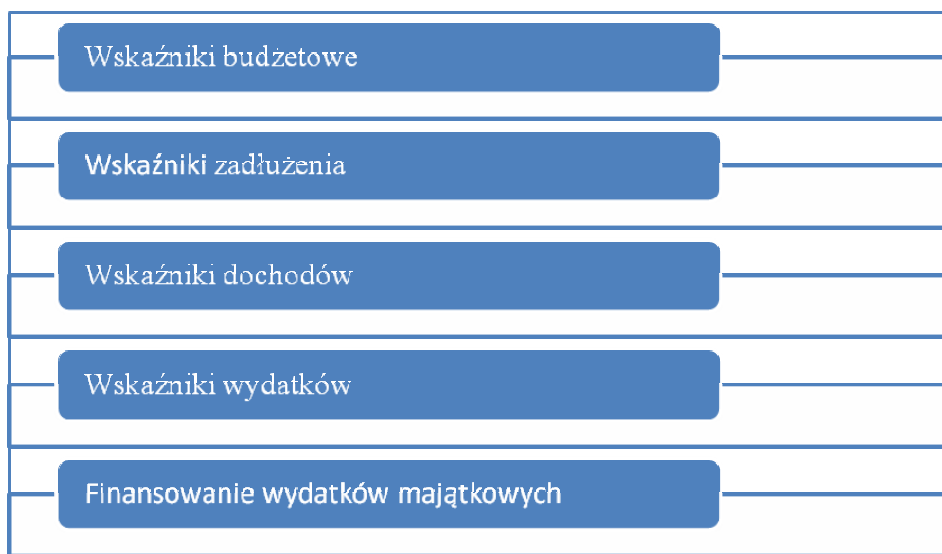 Wskaźniki budżetowe
Wskaźniki zadłużenia
Wskaźniki dochodów
Wskaźniki wydatków
Finansowanie wydatków majątkowych